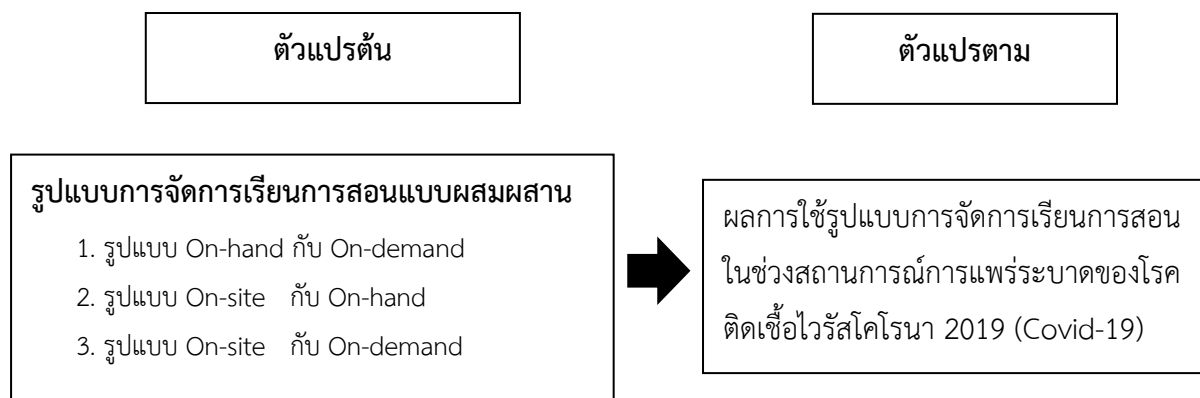 ตัวแปรต้น
ตัวแปรตาม
รูปแบบการจัดการเรียนการสอนแบบผสมผสาน
1. รูปแบบ On-hand กับ On-demand
2. รูปแบบ On-site กับ On-hand
3. รูปแบบ On-site กับ On-demand
ผลการใช้รูปแบบการจัดการเรียนการสอน
ในช่วงสถานการณ์การแพร่ระบาดของโรค
ติดเชื้อไวรัสโคโรนา 2019 (Covid-19)